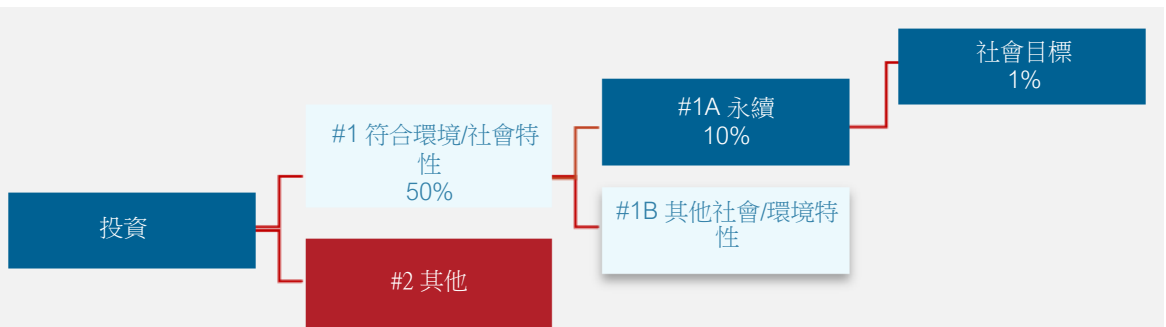 社會目標
1%
#1A 永續
10%
#1 符合環境/社會特
性
50%
#1B 其他社會/環境特
性
投資
#2 其他